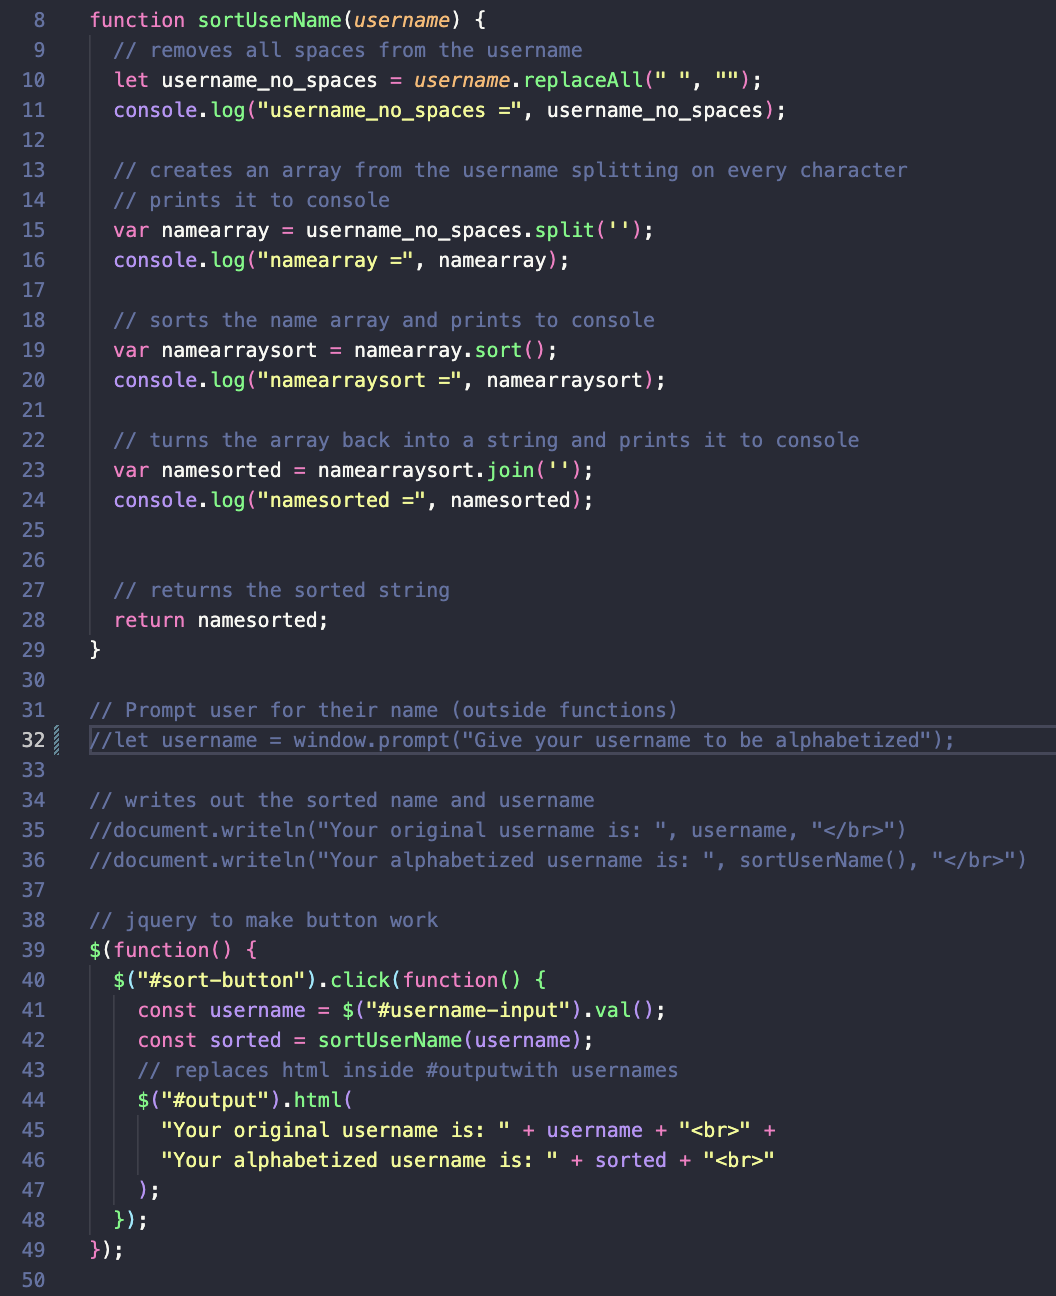 8 function sortUserName(username) {
9 // removes all spaces from the username
10 let username_no_spaces = username.replaceAll(" ", "");
11 console.log("username_no_spaces =", username_no_spaces);
12
13 // creates an array from the username splitting on every character
14 // prints it to console
15 var namearray = username_no_spaces.split('');
16 console.log("namearray =", namearray);
17
18 // sorts the name array and prints to console
19 var namearraysort = namearray.sort();
20 console.log("namearraysort =", namearraysort);
21
22 // turns the array back into a string and prints it to console
23 var namesorted = namearraysort.join('');
24 console.log("namesorted =", namesorted);
25
26
27 // returns the sorted string
28 return namesorted;
29 }
30
31 // Prompt user for their name (outside functions)
32 //let username = window.prompt("Give your username to be alphabetized");
33
34 // writes out the sorted name and username
35 //document.writeln("Your original username is: ", username, "</br>")
36 //document.writeln("Your alphabetized username is: ", sortUserName(), "</br>")
37
38 // jquery to make button work
39 $(function() {
40 $("#sort-button").click(function() {
41 const username = $("#username-input").val();
42 const sorted = sortUserName(username);
43 // replaces html inside #outputwith usernames
44 $("#output").html(
45 "Your original username is: " + username + "<br>" +
46 "Your alphabetized username is: " + sorted + "<br>"
47 );
48 });
49 });
50